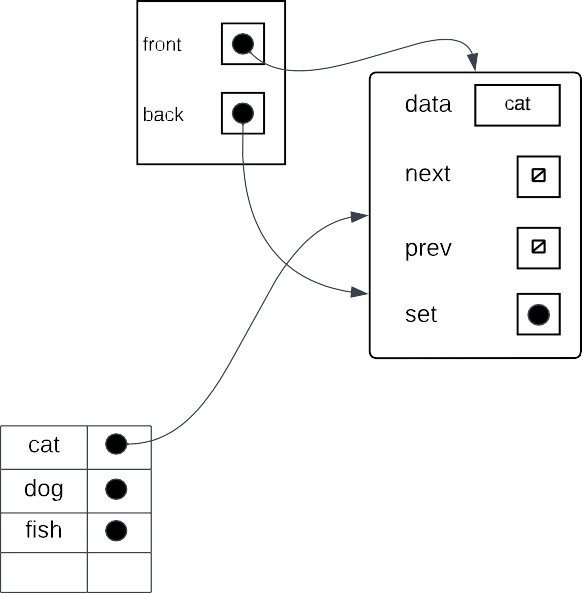 front
back
data cat
next
prev
set
cat
dog
fish